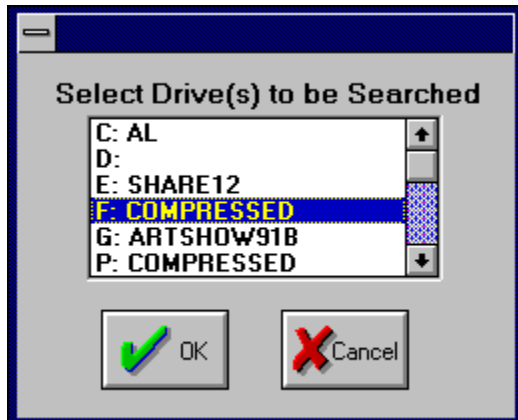 Select Drive(s) to be Searched
C: AL
D:
E: SHARE12
F: COMPRESSED
G: ARTSHOW91B
P: COMPRESSED
OK
Cancel